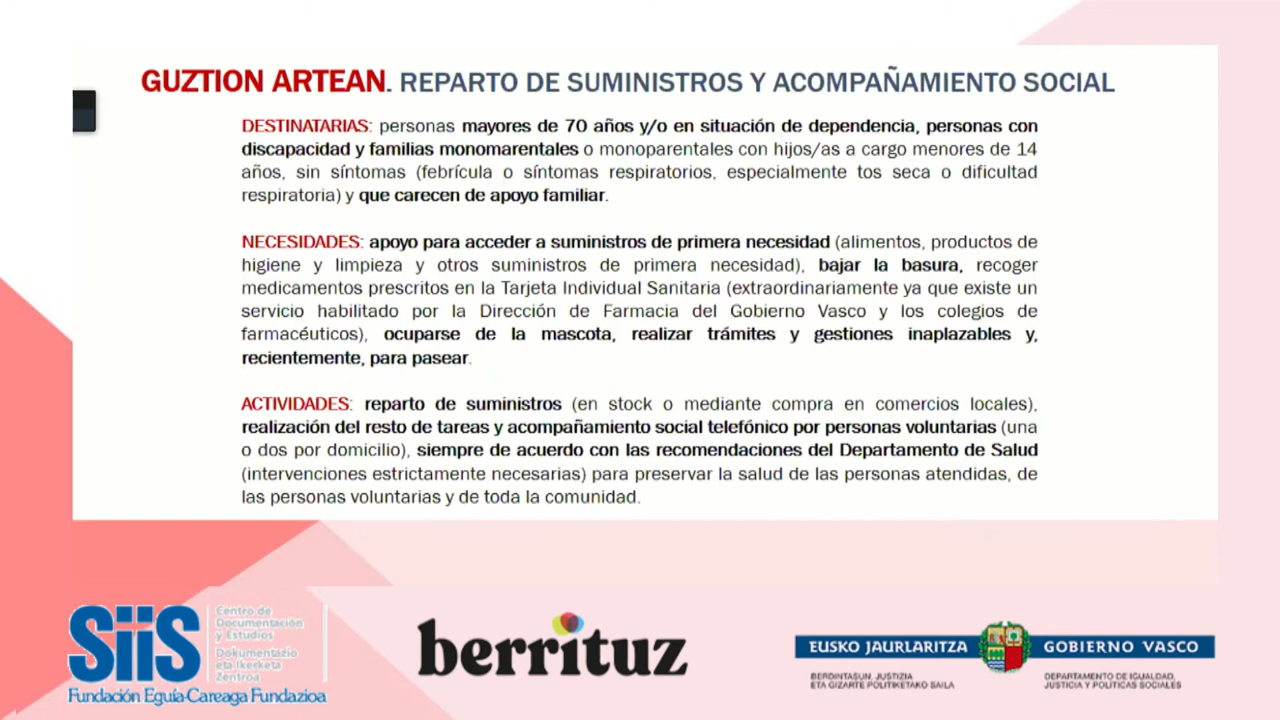 GUZTION ARTEAN. REPARTO DE SUMINISTROS Y ACOMPAÑAMIENTO SOCIAL
DESTINATARIAS: personas mayores de 70 años y/o en situación de dependencia, personas con
discapacidad y familias monomarentales o monoparentales con hijos/as a cargo menores de 14
años, sin síntomas (febrícula o síntomas respiratorios, especialmente tos seca o dificultad
respiratoria) y que carecen de apoyo familiar.
NECESIDADES: apoyo para acceder a suministros de primera necesidad (alimentos, productos de
higiene y limpieza y otros suministros de primera necesidad), bajar la basura, recoger
medicamentos prescritos en la Tarjeta Individual Sanitaria (extraordinariamente ya que existe un
servicio habilitado por la Dirección de Farmacia del Gobierno Vasco y los colegios de
farmacéuticos), ocuparse de la mascota, realizar trámites y gestiones inaplazables y,
recientemente, para pasear.
ACTIVIDADES: reparto de suministros (en stock o mediante compra en comercios locales),
realización del resto de tareas y acompañamiento social telefónico por personas voluntarias (una
o dos por domicilio), siempre de acuerdo con las recomendaciones del Departamento de Salud
(intervenciones estrictamente necesarias) para preservar la salud de las personas atendidas, de
las personas voluntarias y de toda la comunidad.
SiiS
Centro de
Documentación
y Estudios
Dokumentazio
eta Ikerketa
Zentroa
Fundación Eguía-Careaga Fundazioa
berrituz
EUSKO JAURLARITZA GOBIERNO VASCO
BERDINTASUN, JUSTIZIA
ETA GIZARTE POLITIKETAKO SAILA
DEPARTAMENTO DE IGUALDAD,
JUSTICIA Y POLÍTICAS SOCIALES